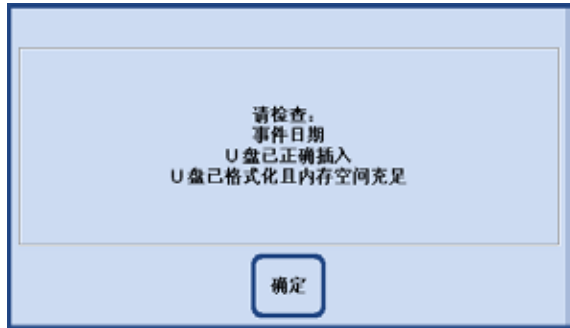 请检查：
事件日期
U盘已正确插入
U盘已格式化且内存空间充足
确定